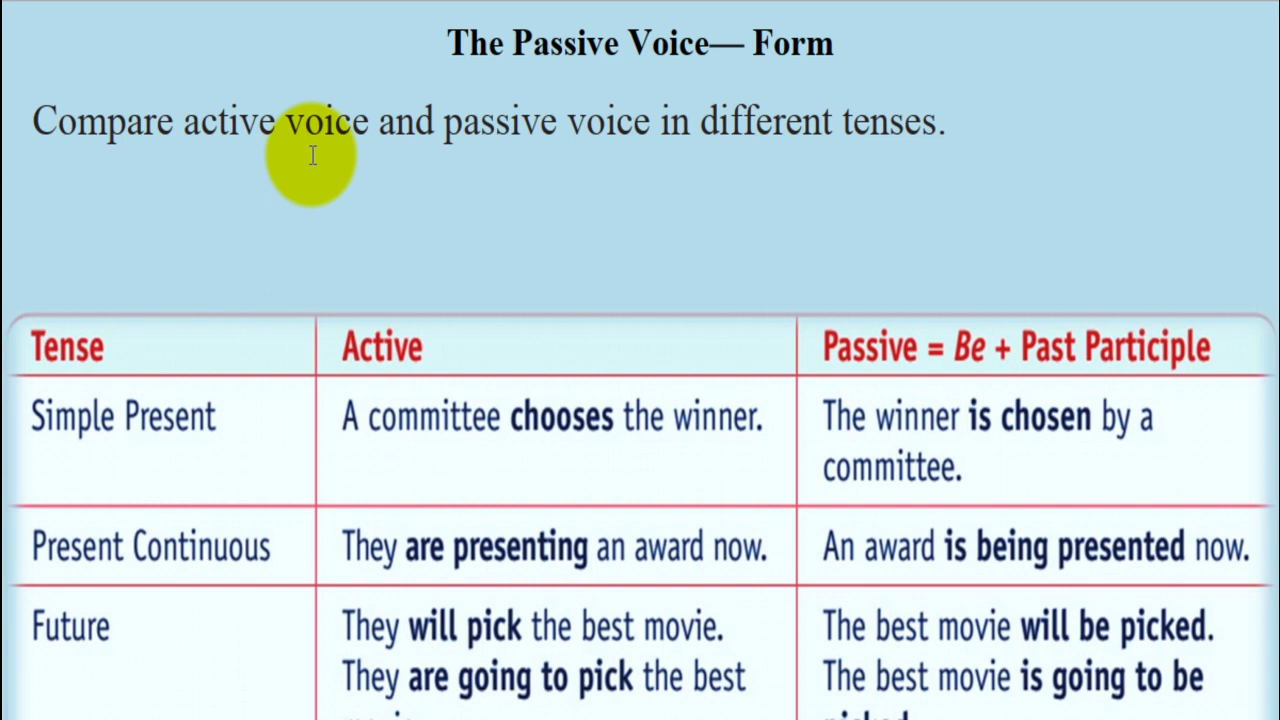 The Passive Voice— Form
Compare active voice and passive voice in different tenses.
Tense Active Passive = Be + Past Participle
Simple Present A committee chooses the winner. The winner is chosen by a
committee.
Present Continuous They are presenting an award now. An award is being presented now.
Future They will pick the best movie. The best movie will be picked.
They are going to pick the best The best movie is going to be